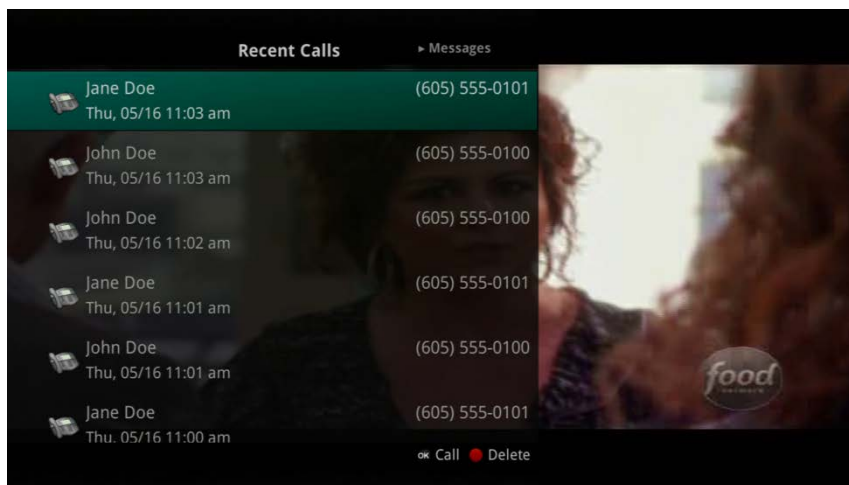 Recent Calls ▸ Messages
Jane Doe (605) 555-0101
Thu, 05/16 11:03 am
John Doe (605) 555-0100
Thu, 05/16 11:03 am
John Doe (605) 555-0100
Thu, 05/16 11:02 am
Jane Doe (605) 555-0101
Thu, 05/16 11:01 am
John Doe (605) 555-0100
Thu, 05/16 11:01 am
food
network
Jane Doe (605) 555-0101
Thu, 05/16 11:00 am
OK Call Delete